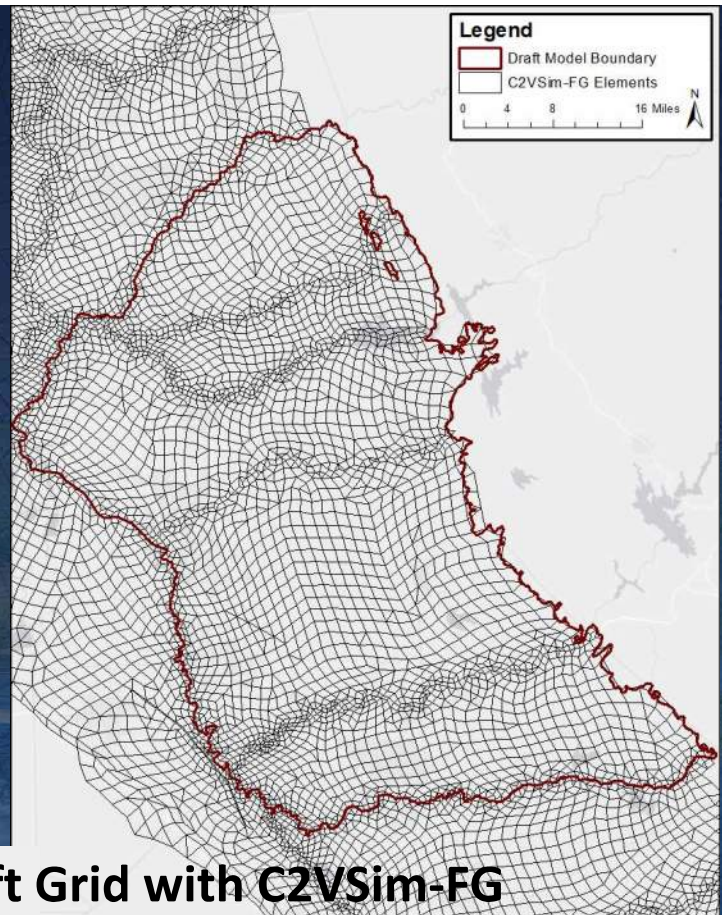 Legend
Draft Model Boundary
C2VSim-FG Elements
N
0 4 8 16 Miles
ft Grid with C2VSim-FG